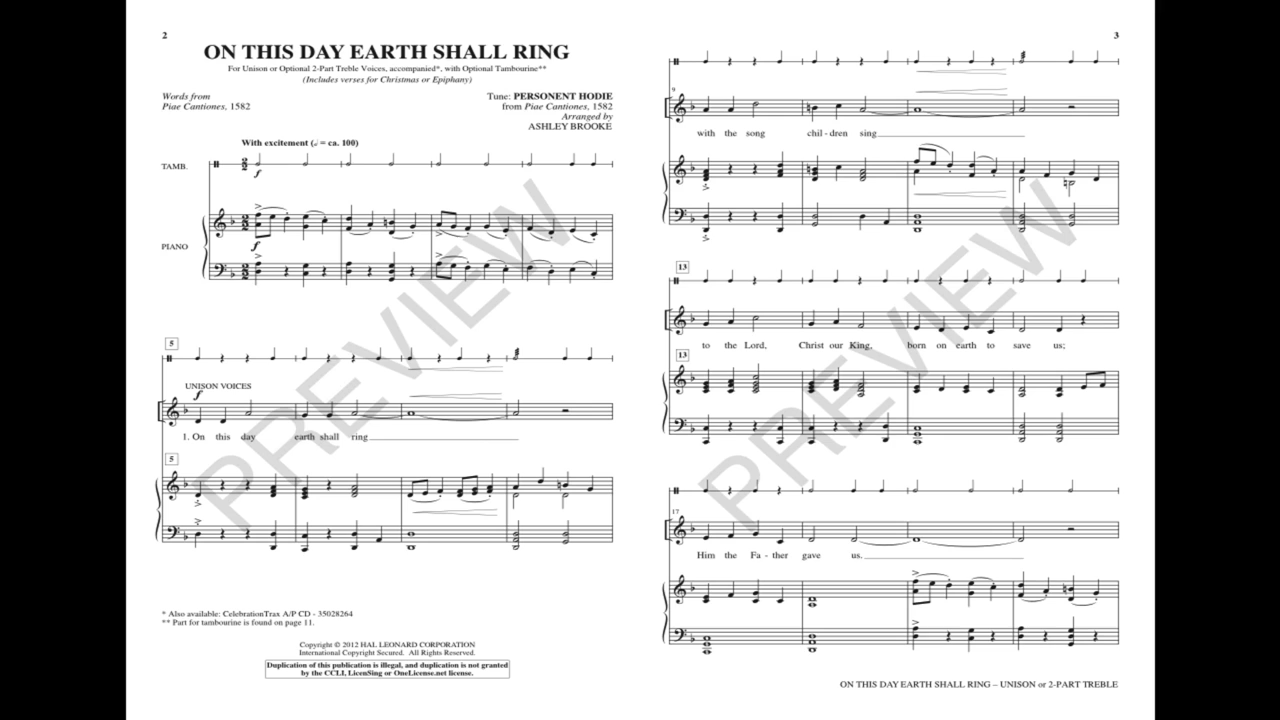 2
ON THIS DAY EARTH SHALL RING
For Unison or Optional 2-Part Treble Voices, accompanied*, with Optional Tambourine**
(Includes verses for Christmas or Epiphany)
Words from
Piae Cantiones, 1582
Tune: PERSONENT HODIE
from Piae Cantiones, 1582
Arranged by
ASHLEY BROOKE
With excitement (𝅗𝅥 = ca. 100)
TAMB.
f
PIANO
f
5
UNISON VOICES
f
1. On this day earth shall ring
5
PREVIEW
* Also available: CelebrationTrax A/P CD - 35028264
** Part for tambourine is found on page 11.
Copyright © 2012 HAL LEONARD CORPORATION
International Copyright Secured. All Rights Reserved.
Duplication of this publication is illegal, and duplication is not granted
by the CCLI, LicenSing or OneLicense.net license.
3
9
with the song chil - dren sing
13
to the Lord, Christ our King, born on earth to save us;
13
17
Him the Fa - ther gave us.
PREVIEW
ON THIS DAY EARTH SHALL RING – UNISON or 2-PART TREBLE